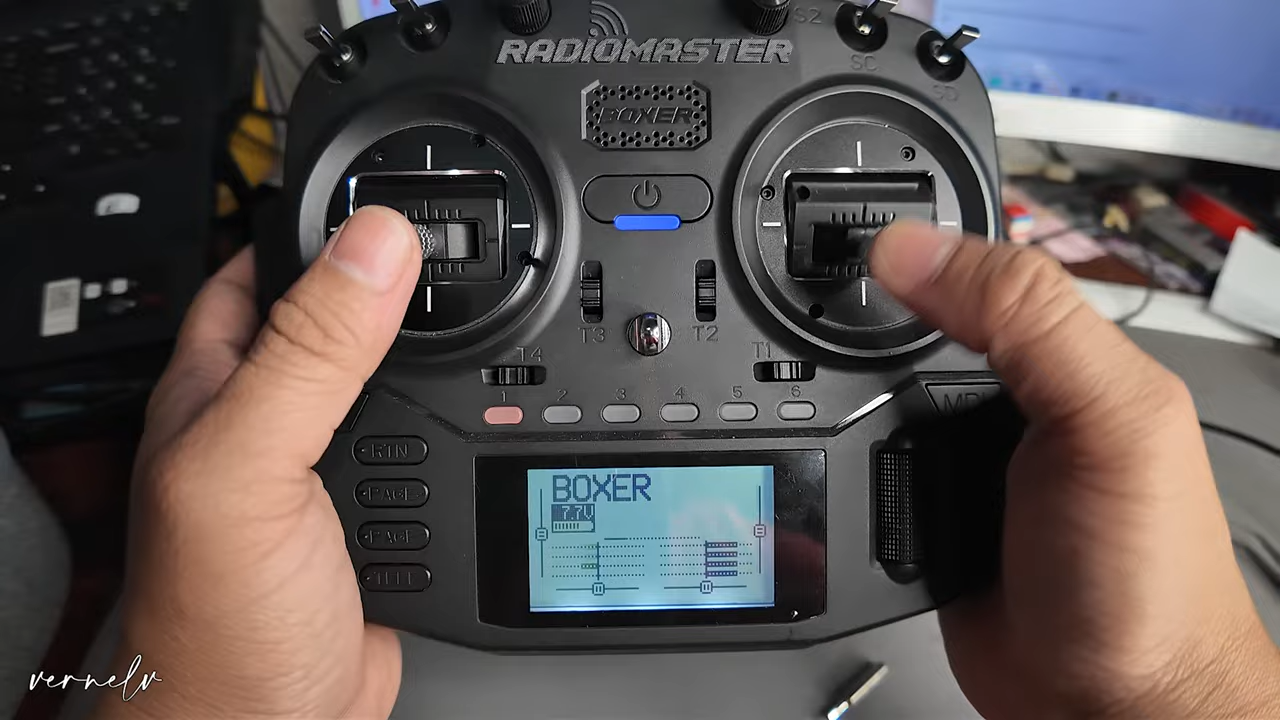 S2
RADIOMASTER
SC
SD
BOXER
T3
T2
T4
T1
1 2 3 4 5 6
RTN
PAGE
PAGE
TELE
BOXER
7.7V
vernelv